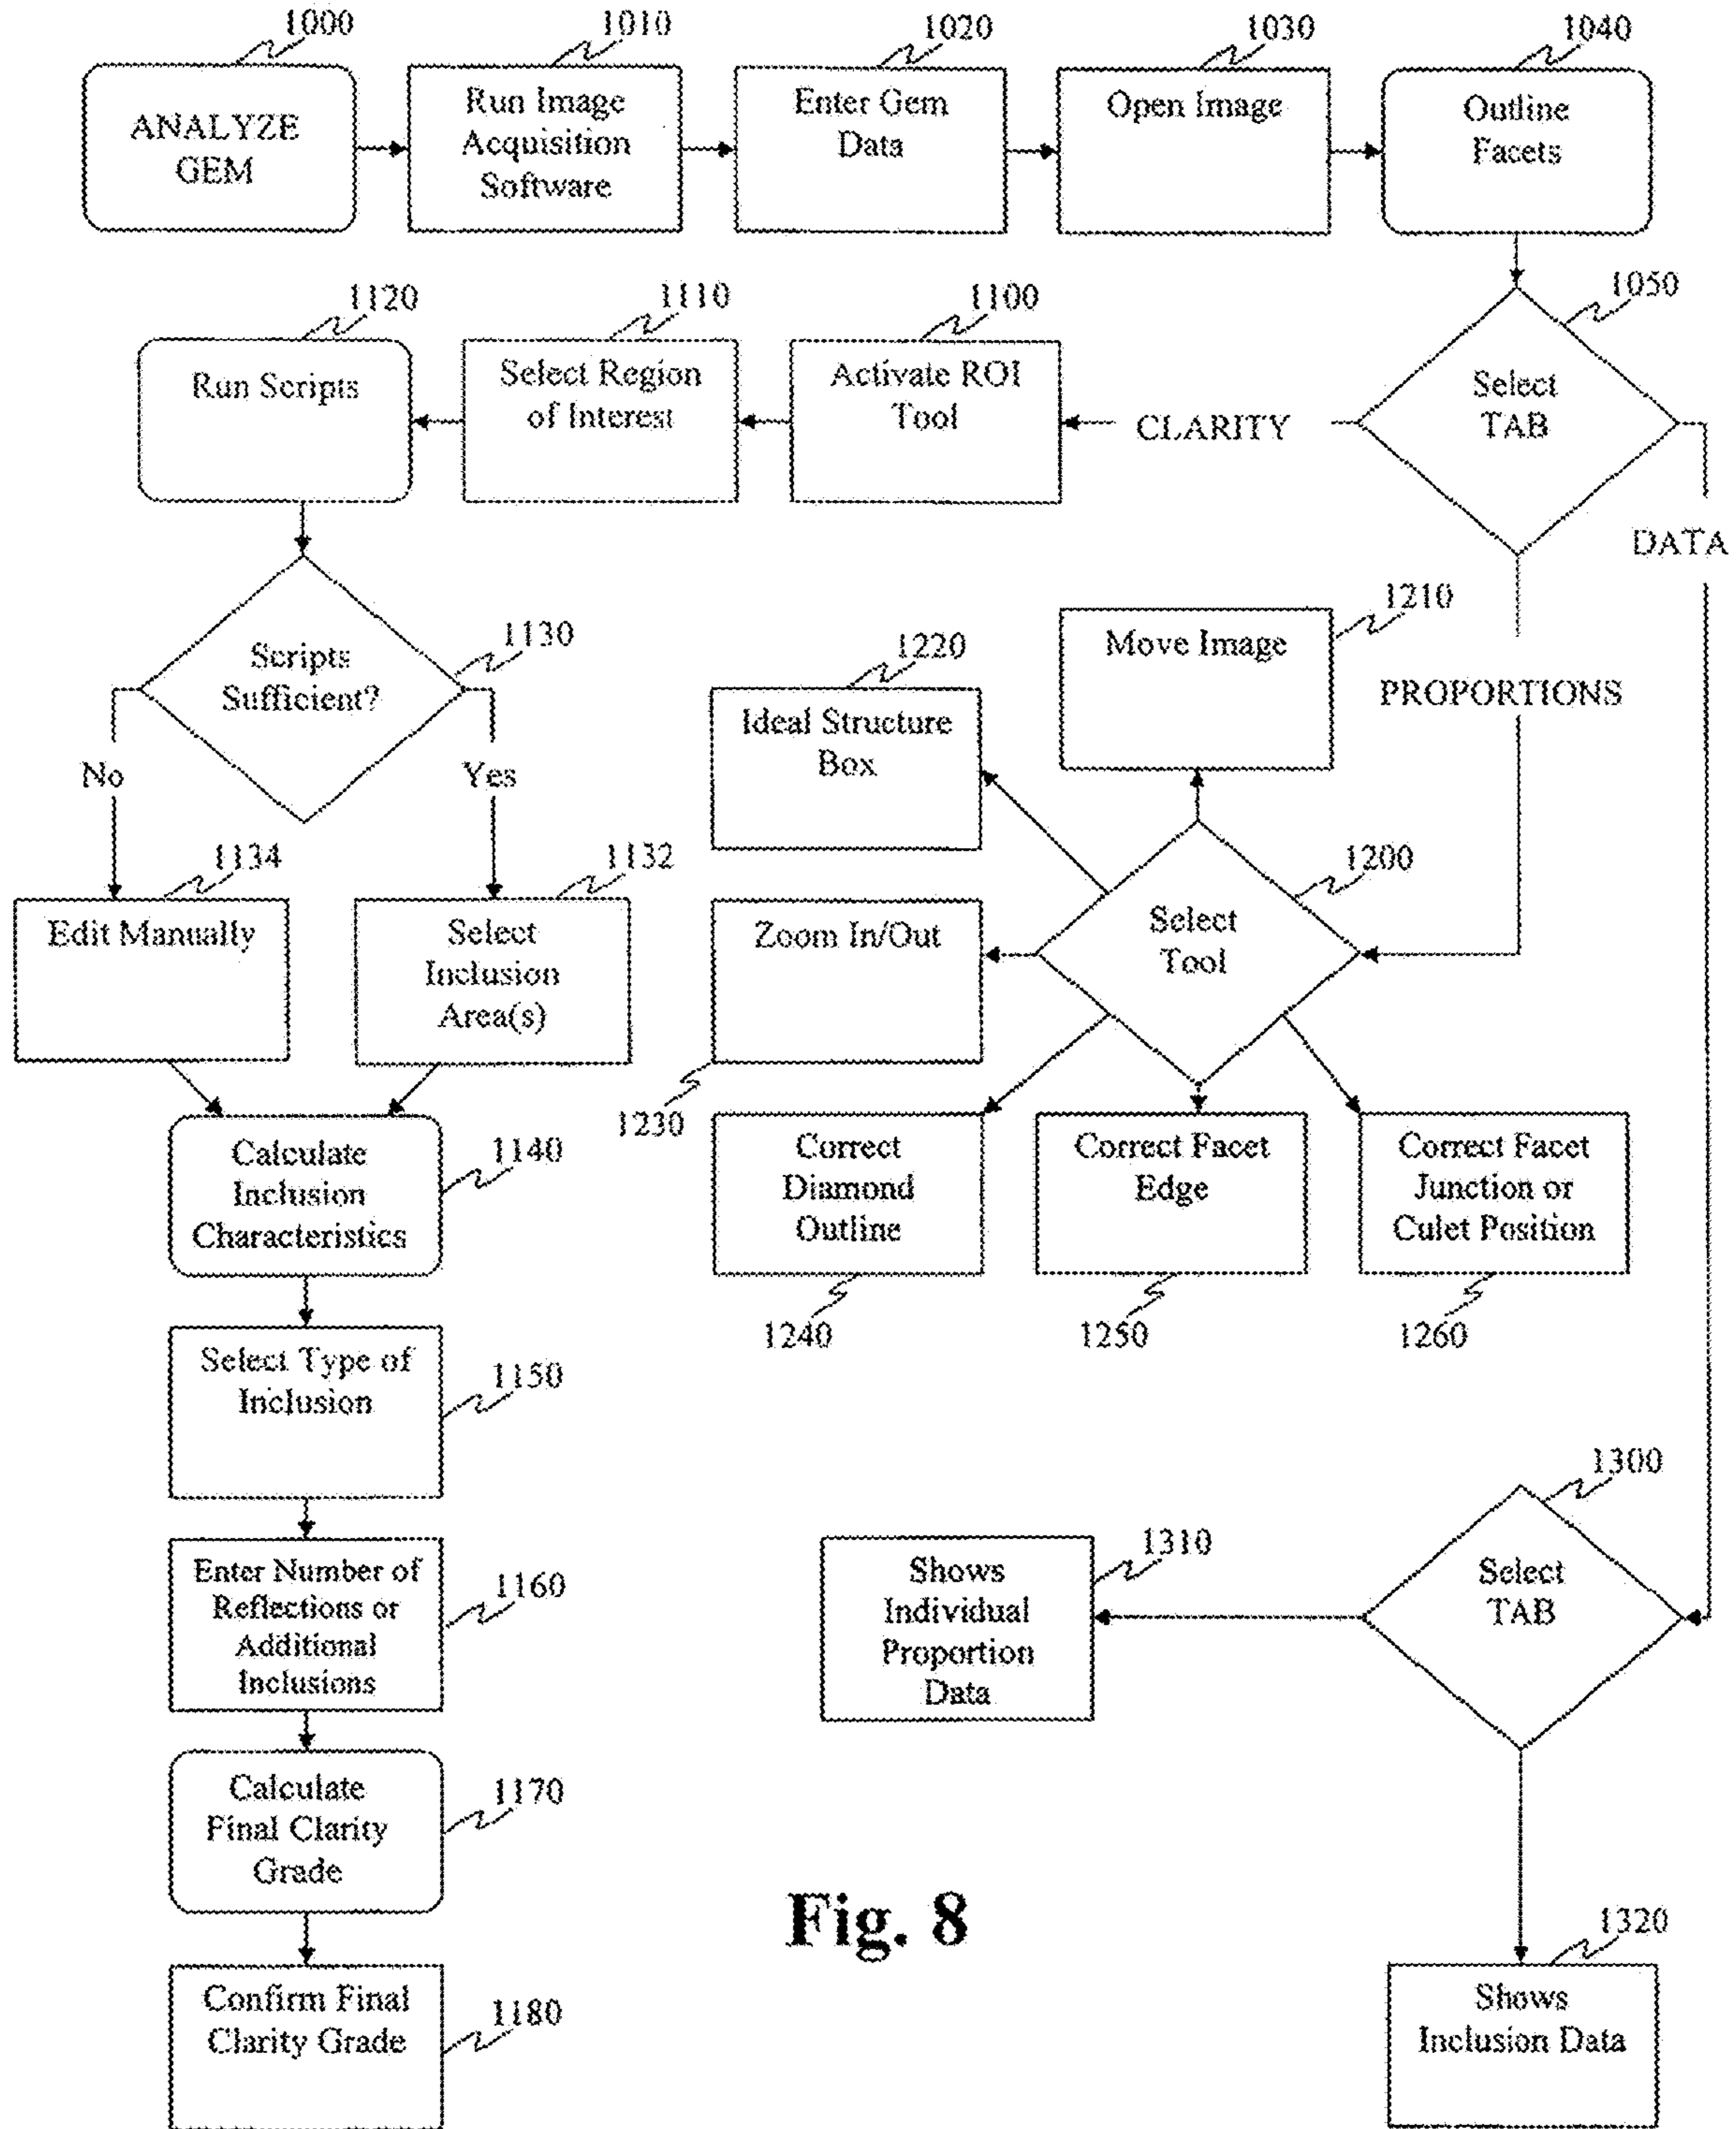 1000
1010
1020
1030
1040
ANALYZE
GEM
Run Image
Acquisition
Software
Enter Gem
Data
Open Image
Outline
Facets
1050
Select
TAB
CLARITY
1100
Activate ROI
Tool
1110
Select Region
of Interest
1120
Run Scripts
DATA
PROPORTIONS
1130
Scripts
Sufficient?
No
Yes
1134
Edit Manually
1132
Select
Inclusion
Area(s)
1140
Calculate
Inclusion
Characteristics
1150
Select Type of
Inclusion
1160
Enter Number of
Reflections or
Additional
Inclusions
1170
Calculate
Final Clarity
Grade
1180
Confirm Final
Clarity Grade
1210
Move Image
1220
Ideal Structure
Box
1200
Select
Tool
Zoom In/Out
1230
Correct
Diamond
Outline
1240
Correct Facet
Edge
1250
Correct Facet
Junction or
Culet Position
1260
1300
Select
TAB
1310
Shows
Individual
Proportion
Data
1320
Shows
Inclusion Data
Fig. 8